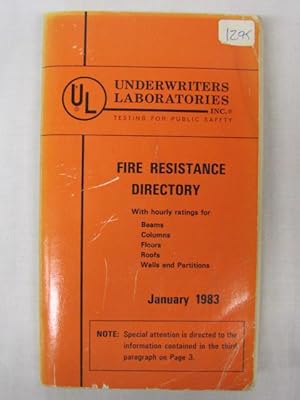 1295
UL
®
UNDERWRITERS
LABORATORIES
INC.®
TESTING FOR PUBLIC SAFETY
FIRE RESISTANCE
DIRECTORY
With hourly ratings for
Beams
Columns
Floors
Roofs
Walls and Partitions
January 1983
NOTE: Special attention is directed to the
information contained in the third
paragraph on Page 3.